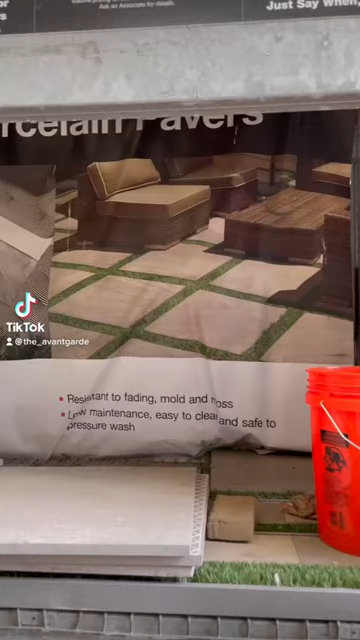 Ask an Associate for details.
Just Say When
rcelain Pavers
TikTok
@the_avantgarde
• Resistant to fading, mold and moss
• Low maintenance, easy to clean and safe to
pressure wash